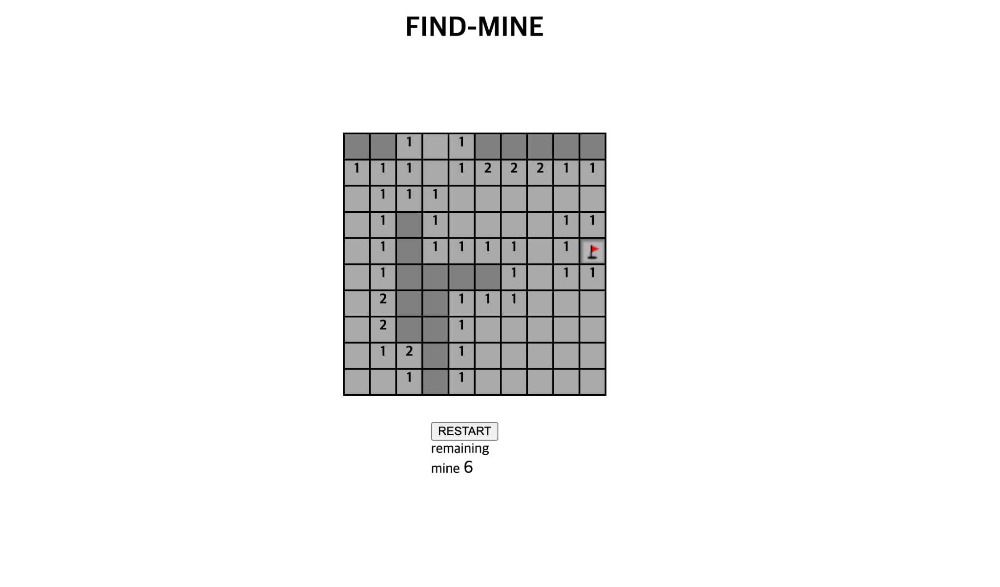 FIND-MINE
1 1
1 1 1 1 2 2 2 1 1
1 1 1
1 1 1 1
1 1 1 1 1 1
1 1 1 1
2 1 1 1
2 1
1 2 1
1 1
RESTART
remaining
mine 6